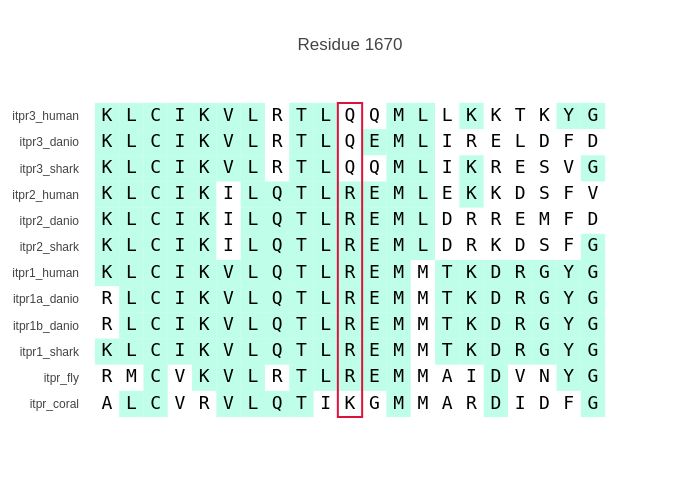 Residue 1670
itpr3_human K L C I K V L R T L Q Q M L L K K T K Y G
itpr3_danio K L C I K V L R T L Q E M L I R E L D F D
itpr3_shark K L C I K V L R T L Q Q M L I K R E S V G
itpr2_human K L C I K I L Q T L R E M L E K K D S F V
itpr2_danio K L C I K I L Q T L R E M L D R R E M F D
itpr2_shark K L C I K I L Q T L R E M L D R K D S F G
itpr1_human K L C I K V L Q T L R E M M T K D R G Y G
itpr1a_danio R L C I K V L Q T L R E M M T K D R G Y G
itpr1b_danio R L C I K V L Q T L R E M M T K D R G Y G
itpr1_shark K L C I K V L Q T L R E M M T K D R G Y G
itpr_fly R M C V K V L R T L R E M M A I D V N Y G
itpr_coral A L C V R V L Q T I K G M M A R D I D F G